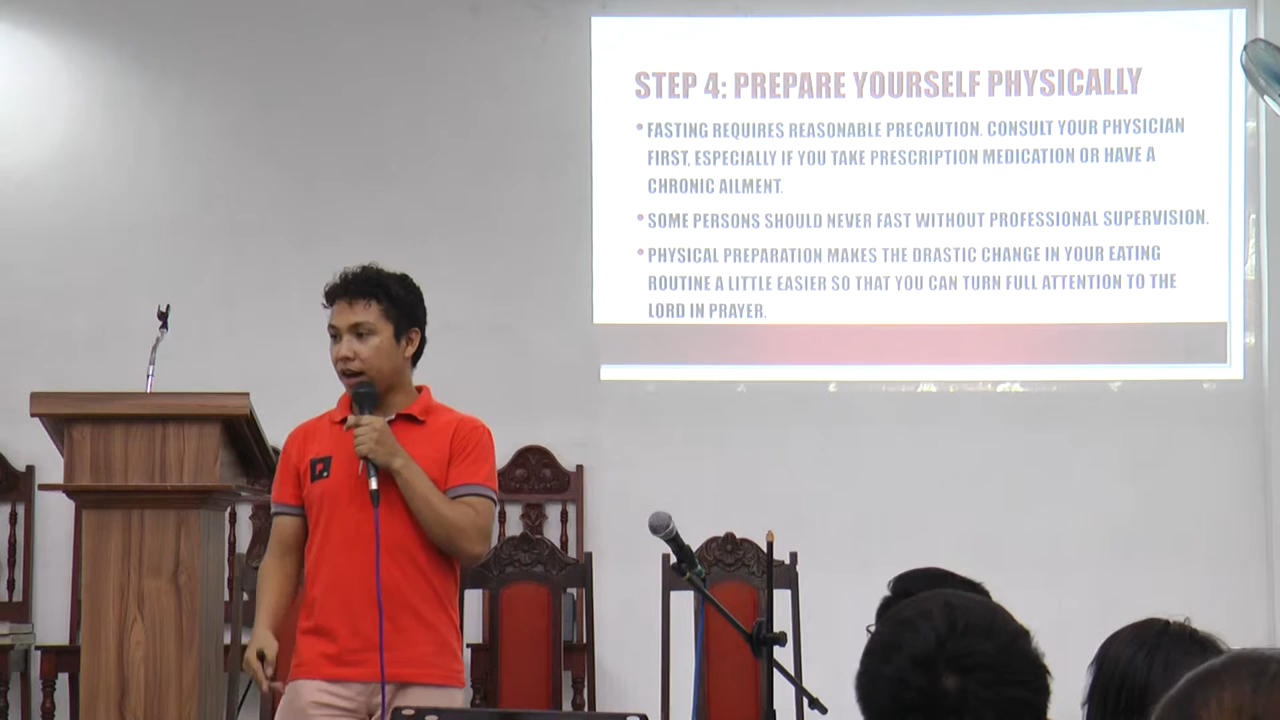 STEP 4: PREPARE YOURSELF PHYSICALLY
• FASTING REQUIRES REASONABLE PRECAUTION. CONSULT YOUR PHYSICIAN
FIRST, ESPECIALLY IF YOU TAKE PRESCRIPTION MEDICATION OR HAVE A
CHRONIC AILMENT.
• SOME PERSONS SHOULD NEVER FAST WITHOUT PROFESSIONAL SUPERVISION.
• PHYSICAL PREPARATION MAKES THE DRASTIC CHANGE IN YOUR EATING
ROUTINE A LITTLE EASIER SO THAT YOU CAN TURN FULL ATTENTION TO THE
LORD IN PRAYER.